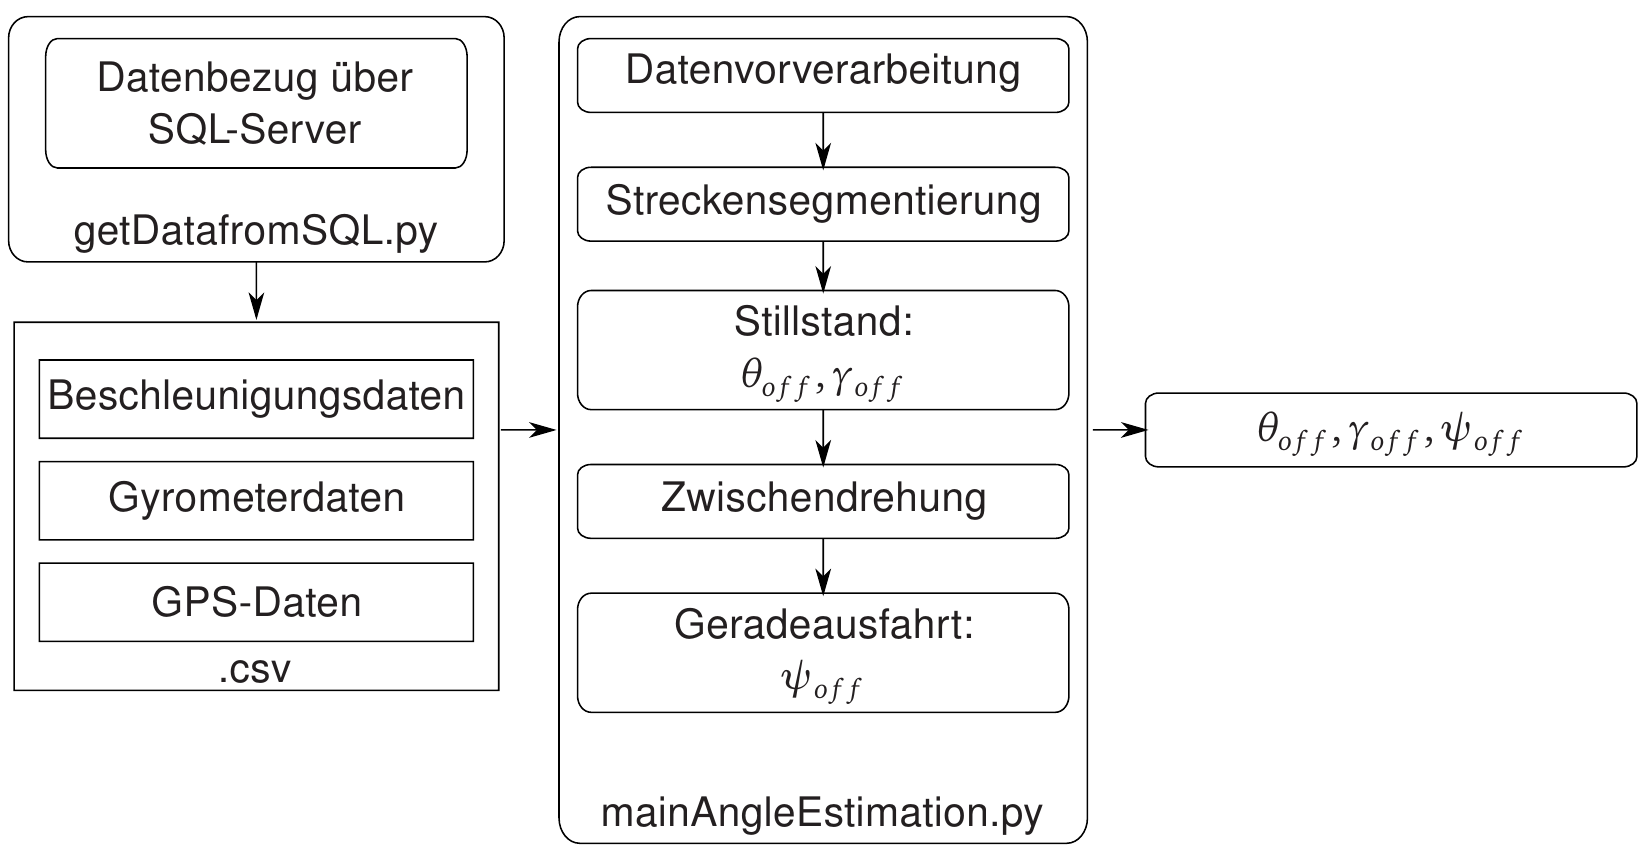 Datenbezug über
SQL-Server
getDatafromSQL.py
Beschleunigungsdaten
Gyrometerdaten
GPS-Daten
.csv
Datenvorverarbeitung
Streckensegmentierung
Stillstand:
θ_off, γ_off
Zwischendrehung
Geradeausfahrt:
ψ_off
mainAngleEstimation.py
θ_off, γ_off, ψ_off